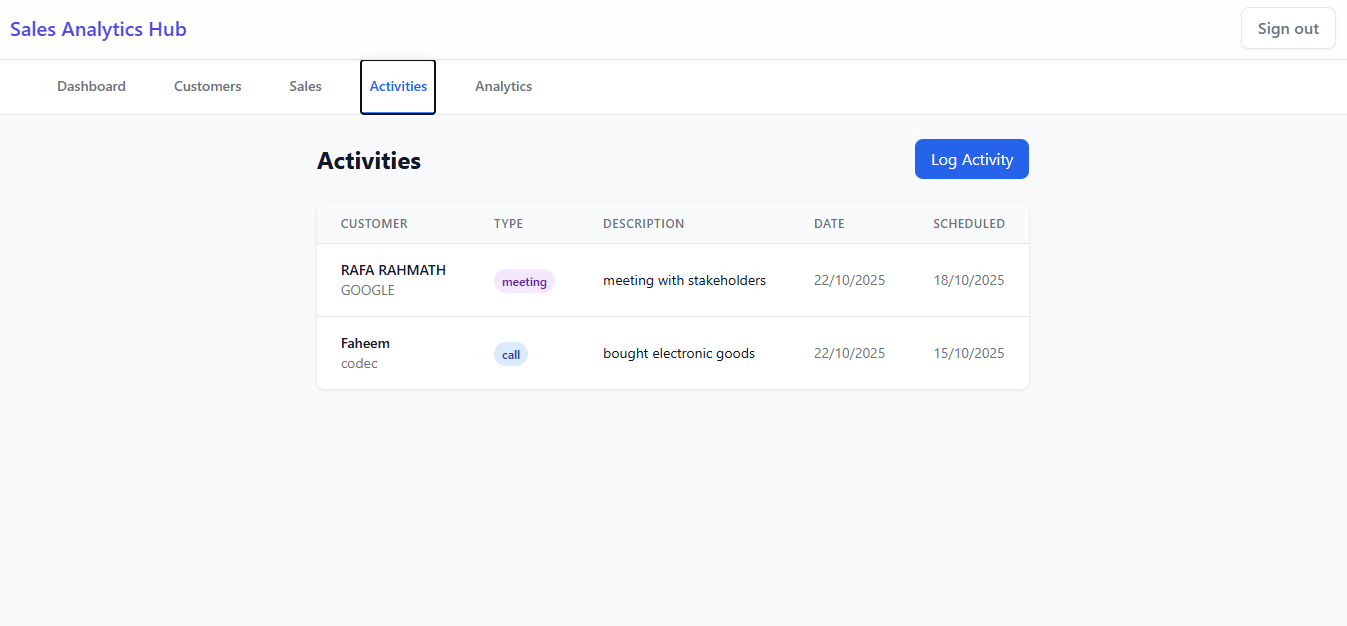 Sales Analytics Hub
Sign out
Dashboard Customers Sales Activities Analytics
Activities
Log Activity
CUSTOMER TYPE DESCRIPTION DATE SCHEDULED
RAFA RAHMATH
GOOGLE
meeting
meeting with stakeholders
22/10/2025
18/10/2025
Faheem
codec
call
bought electronic goods
22/10/2025
15/10/2025